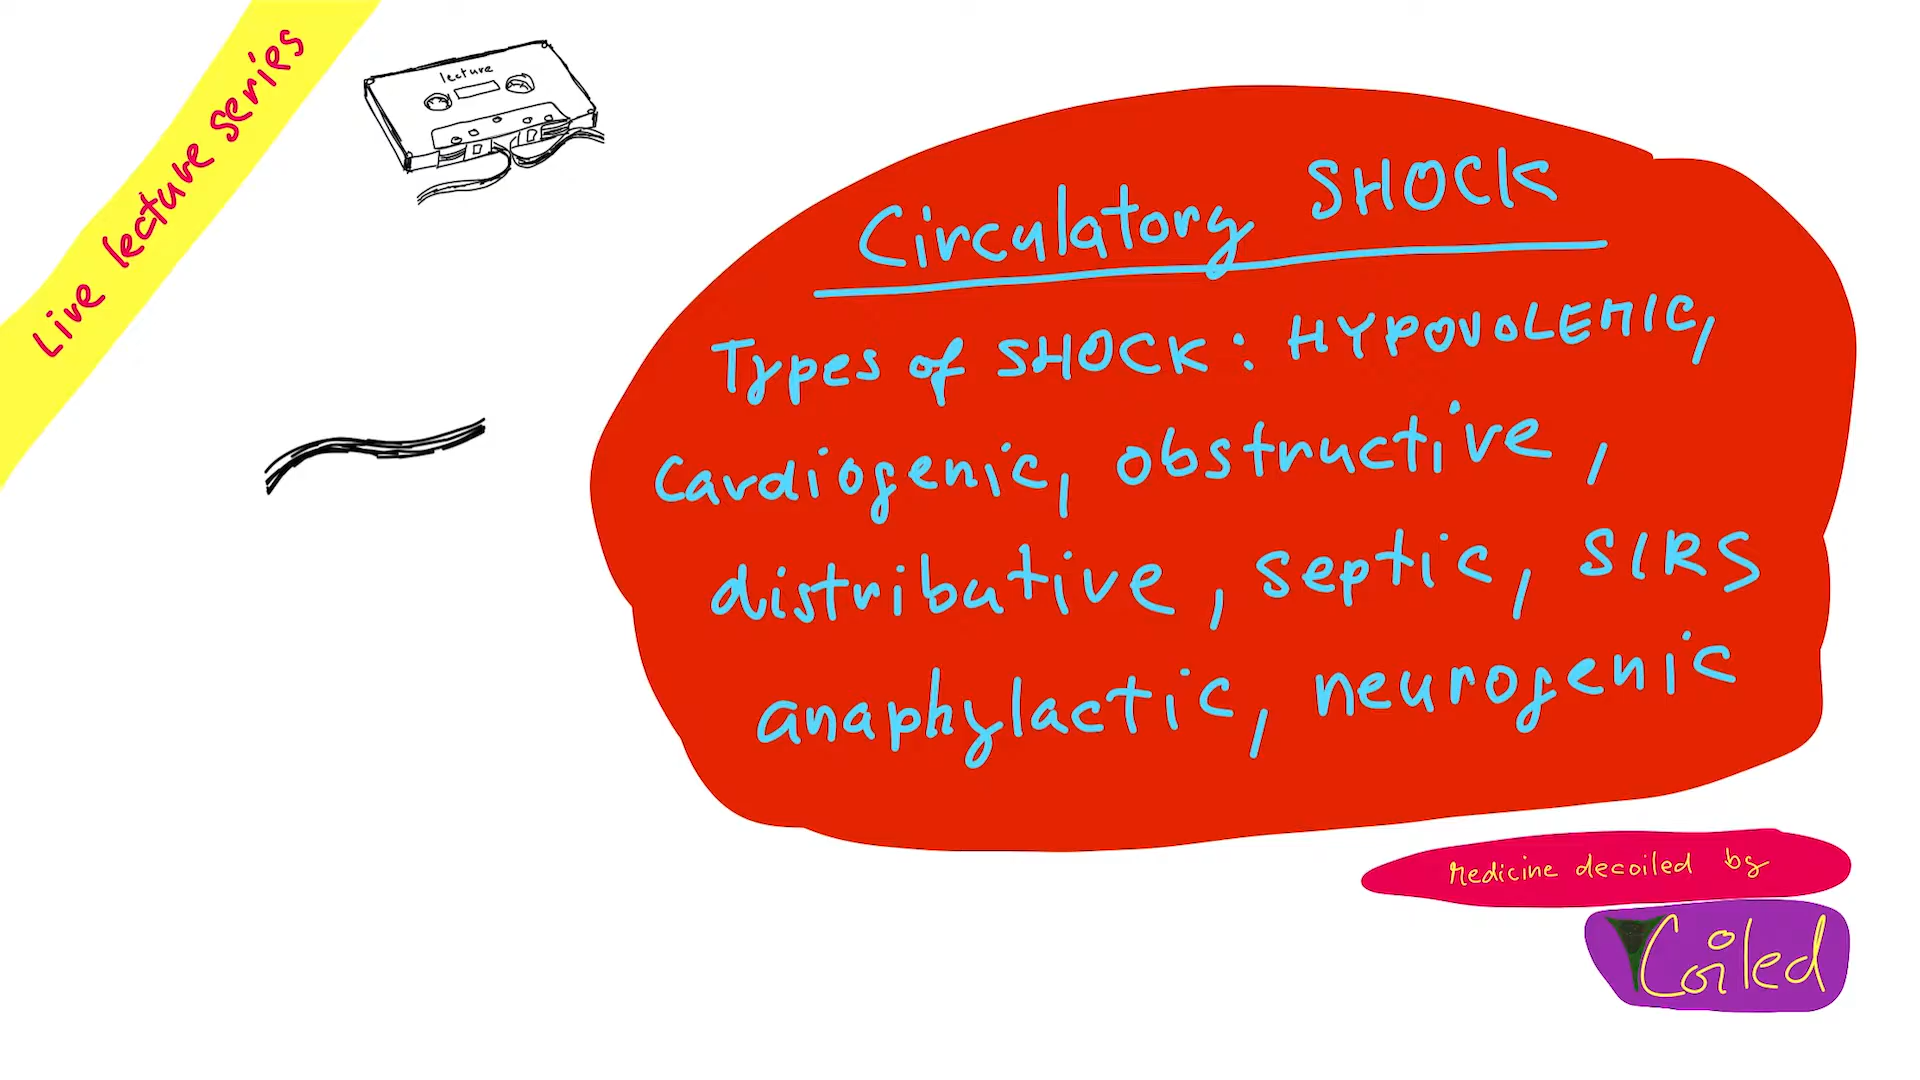 Live lecture series
lecture
Circulatory SHOCK
Types of SHOCK: HYPOVOLEMIC,
cardiogenic, obstructive,
distributive, septic, SIRS
anaphylactic, neurogenic
Medicine decoiled by
Coiled